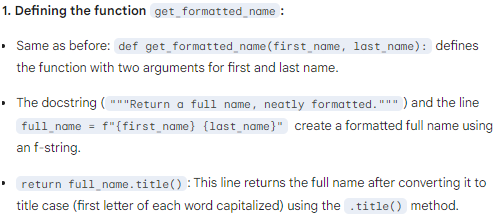 1. Defining the function get_formatted_name :
• Same as before: def get_formatted_name(first_name, last_name): defines
the function with two arguments for first and last name.
• The docstring ( """Return a full name, neatly formatted.""" ) and the line
full_name = f"{first_name} {last_name}" create a formatted full name using
an f-string.
• return full_name.title() : This line returns the full name after converting it to
title case (first letter of each word capitalized) using the .title() method.